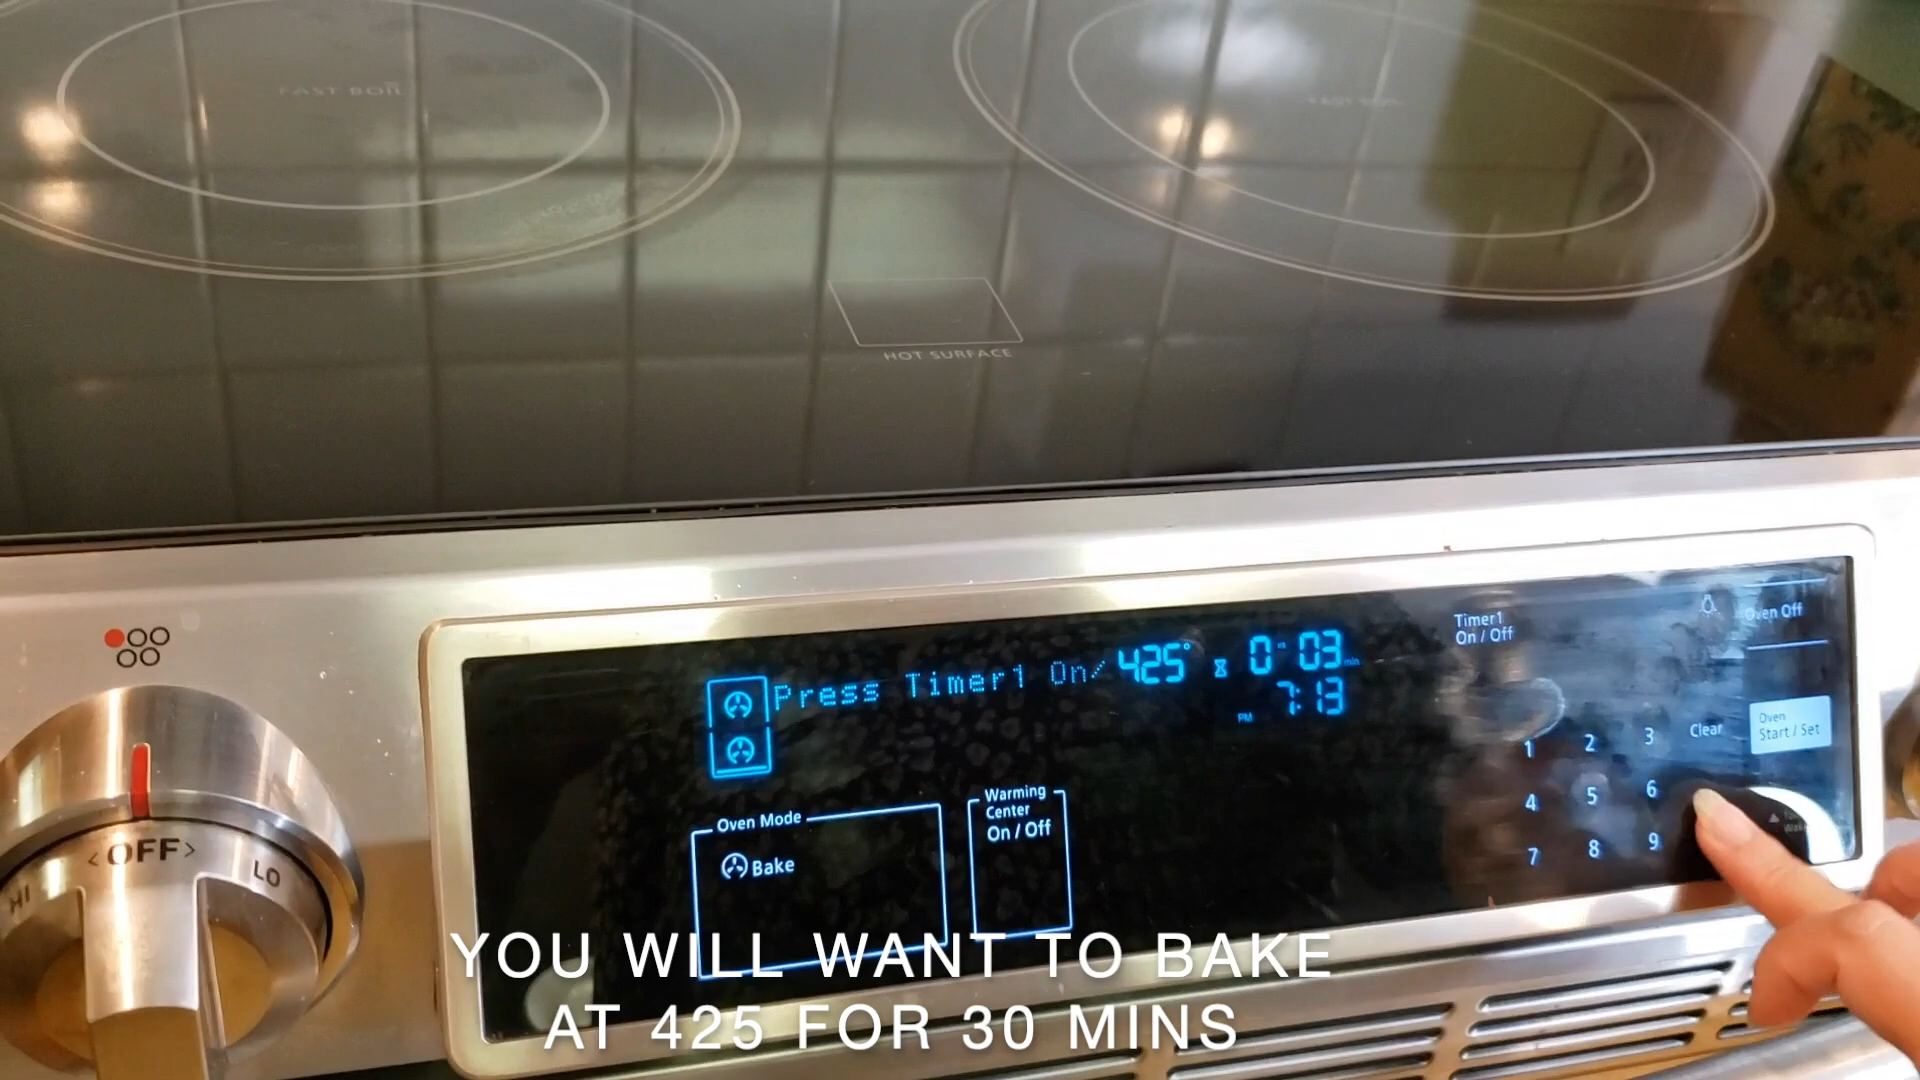 FAST BOIL
HOT SURFACE
Press Timer1 On/ 425° 0 03 min
PM 7:13
Timer1
On / Off
Oven Off
1 2 3 Clear
Oven
Start / Set
4 5 6
7 8 9
Oven Mode
Bake
Warming
Center
On / Off
<OFF>
LO
HI
YOU WILL WANT TO BAKE
AT 425 FOR 30 MINS